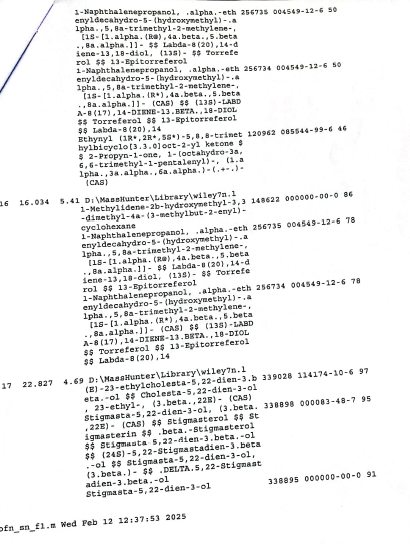 1-Naphthalenepropanol, .alpha.-eth 256735 004549-12-6 50
enyldecahydro-5-(hydroxymethyl)-.a
lpha.,5,8a-trimethyl-2-methylene-,
[1S-[1.alpha.(R@),4a.beta.,5.beta
.,8a.alpha.]]- $$ Labda-8(20),14-d
iene-13,18-diol, (13S)- $$ Torrefe
rol $$ 13-Epitorreferol
1-Naphthalenepropanol, .alpha.-eth 256734 004549-12-6 50
enyldecahydro-5-(hydroxymethyl)-.a
lpha.,5,8a-trimethyl-2-methylene-,
[1S-[1.alpha.(R*),4a.beta.,5.beta
.,8a.alpha.]]- (CAS) $$ (13S)-LABD
A-8(17),14-DIENE-13.BETA.,18-DIOL
$$ Torreferol $$ 13-Epitorreferol
$$ Labda-8(20),14
Ethynyl (1R*,2R*,5S*)-5,8,8-trimet 120962 085544-99-6 46
hylbicyclo[3.3.0]oct-2-yl ketone $
$ 2-Propyn-1-one, 1-(octahydro-3a,
6,6-trimethyl-1-pentalenyl)-, (1.a
lpha.,3a.alpha.,6a.alpha.)-(.+-.)-
(CAS)
16 16.034 5.41 D:\MassHunter\Library\wiley7n.l
1-Methylidene-2b-hydroxymethyl-3,3 148622 000000-00-0 86
-dimethyl-4a-(3-methylbut-2-enyl)-
cyclohexane
1-Naphthalenepropanol, .alpha.-eth 256735 004549-12-6 78
enyldecahydro-5-(hydroxymethyl)-.a
lpha.,5,8a-trimethyl-2-methylene-,
[1S-[1.alpha.(R@),4a.beta.,5.beta
.,8a.alpha.]]- $$ Labda-8(20),14-d
iene-13,18-diol, (13S)- $$ Torrefe
rol $$ 13-Epitorreferol
1-Naphthalenepropanol, .alpha.-eth 256734 004549-12-6 78
enyldecahydro-5-(hydroxymethyl)-.a
lpha.,5,8a-trimethyl-2-methylene-,
[1S-[1.alpha.(R*),4a.beta.,5.beta
.,8a.alpha.]]- (CAS) $$ (13S)-LABD
A-8(17),14-DIENE-13.BETA.,18-DIOL
$$ Torreferol $$ 13-Epitorreferol
$$ Labda-8(20),14
17 22.827 4.69 D:\MassHunter\Library\wiley7n.l
(E)-23-ethylcholesta-5,22-dien-3.b 339028 114174-10-6 97
eta.-ol $$ Cholesta-5,22-dien-3-ol
, 23-ethyl-, (3.beta.,22E)- (CAS)
Stigmasta-5,22-dien-3-ol, (3.beta. 338898 000083-48-7 95
,22E)- (CAS) $$ Stigmasterol $$ St
igmasterin $$ .beta.-Stigmasterol
$$ Stigmasta-5,22-dien-3.beta.-ol
$$ (24S)-5,22-Stigmastadien-3.beta
.-ol $$ Stigmasta-5,22-dien-3-ol,
(3.beta.)- $$ .DELTA.5,22-Stigmast
adien-3.beta.-ol
Stigmasta-5,22-dien-3-ol 338895 000000-00-0 91
ofn_sn_f1.m Wed Feb 12 12:37:53 2025